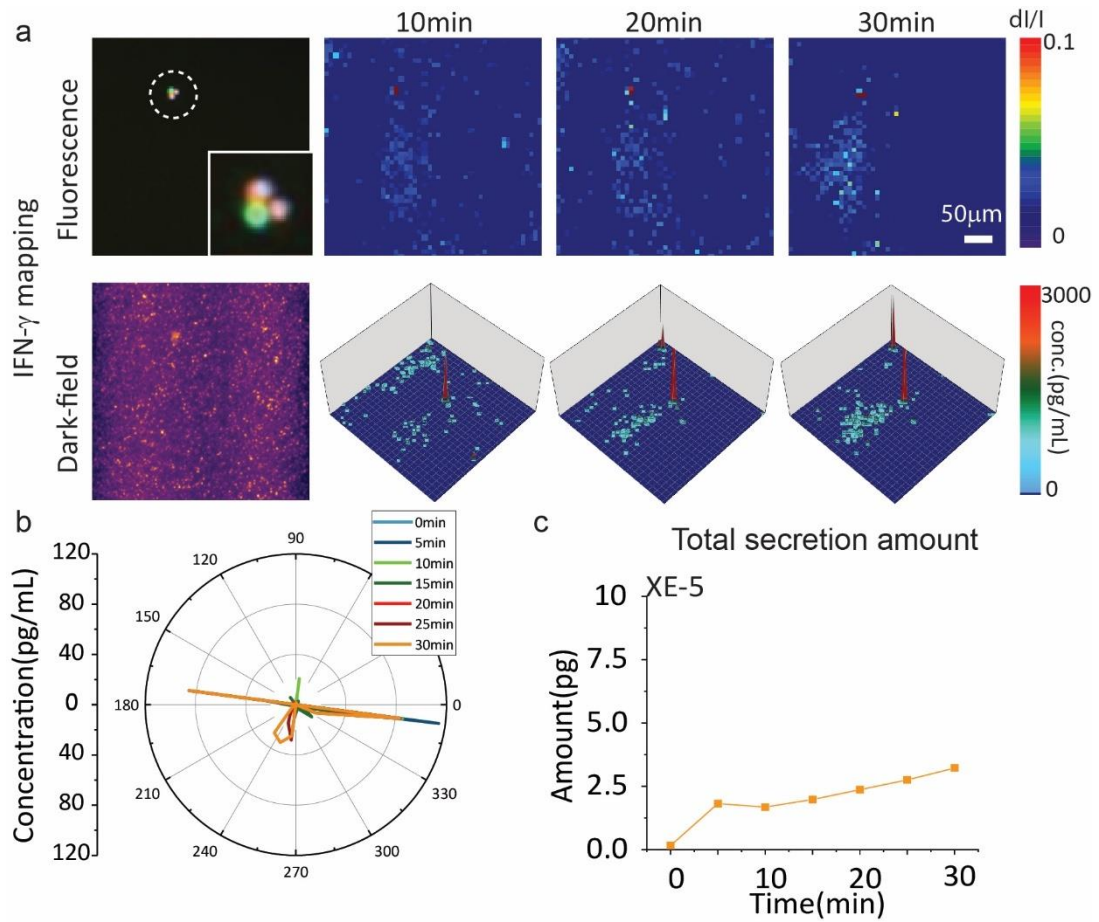 a
10min
20min
30min
dI/I
0.1
0
IFN-γ mapping
Fluorescence
50μm
Dark-field
3000
conc.(pg/mL)
0
b
Concentration(pg/mL)
120
80
40
0
40
80
120
90
120
150
180
210
240
270
300
330
0
0min
5min
10min
15min
20min
25min
30min
c
Total secretion amount
XE-5
Amount(pg)
10
7.5
5.0
2.5
0.0
0
10
20
30
Time(min)